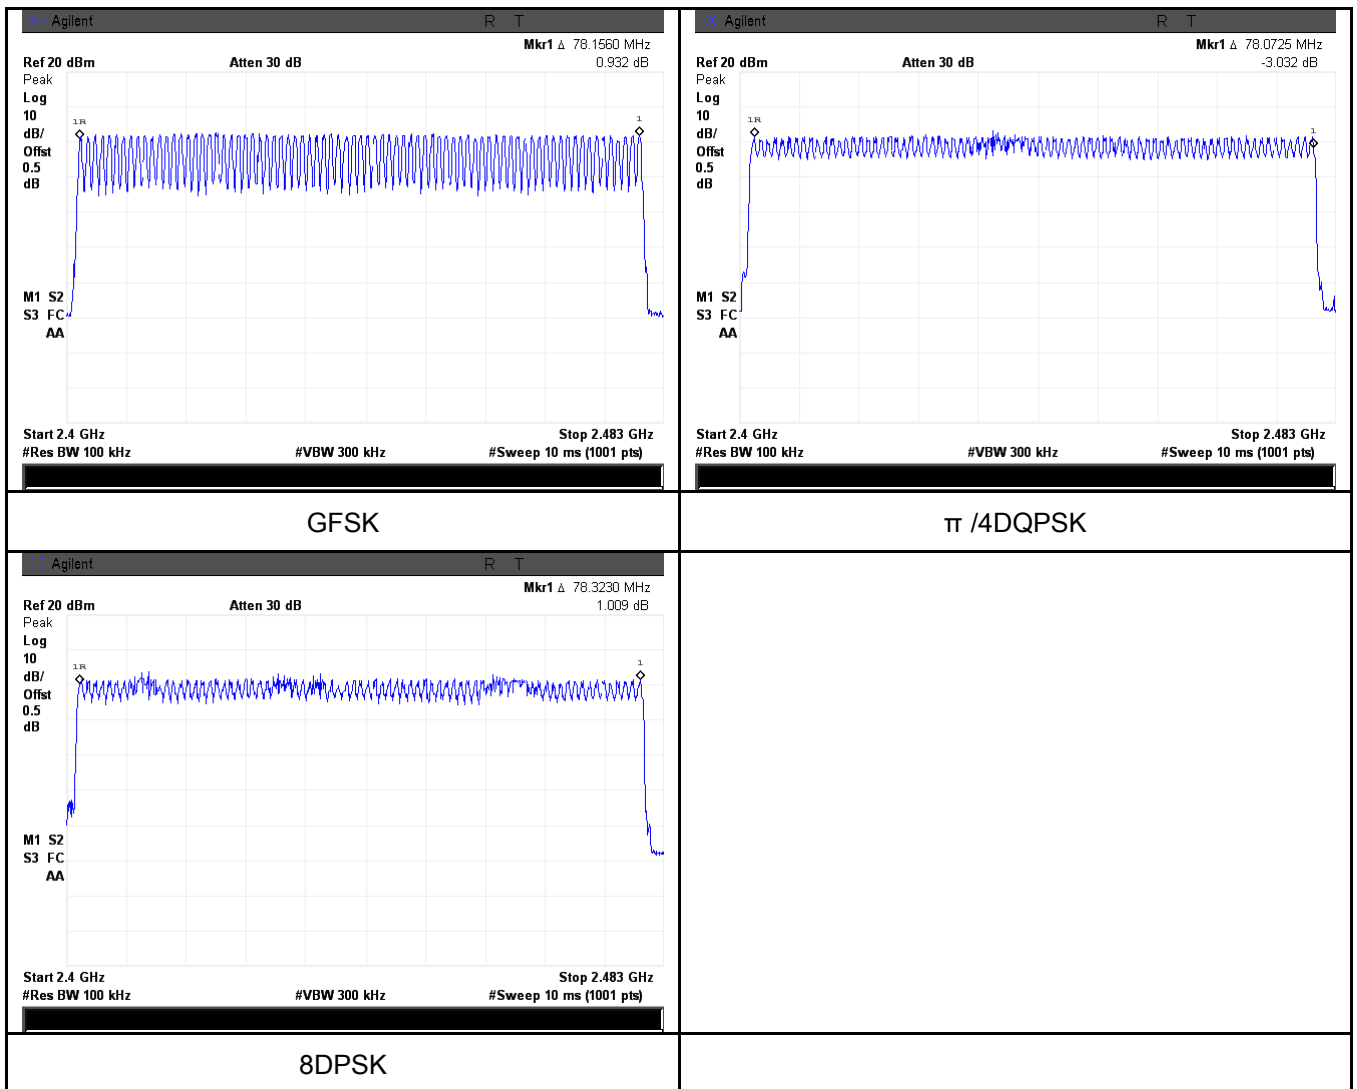 Agilent R T
Mkr1 Δ 78.1560 MHz
Ref 20 dBm Atten 30 dB 0.932 dB
Peak
Log
10
dB/
Offst
0.5
dB
1R
1
M1 S2
S3 FC
AA
Start 2.4 GHz Stop 2.483 GHz
#Res BW 100 kHz #VBW 300 kHz #Sweep 10 ms (1001 pts)
GFSK
Agilent R T
Mkr1 Δ 78.0725 MHz
Ref 20 dBm Atten 30 dB -3.032 dB
Peak
Log
10
dB/
Offst
0.5
dB
1R
1
M1 S2
S3 FC
AA
Start 2.4 GHz Stop 2.483 GHz
#Res BW 100 kHz #VBW 300 kHz #Sweep 10 ms (1001 pts)
π /4DQPSK
Agilent R T
Mkr1 Δ 78.3230 MHz
Ref 20 dBm Atten 30 dB 1.009 dB
Peak
Log
10
dB/
Offst
0.5
dB
1R
1
M1 S2
S3 FC
AA
Start 2.4 GHz Stop 2.483 GHz
#Res BW 100 kHz #VBW 300 kHz #Sweep 10 ms (1001 pts)
8DPSK